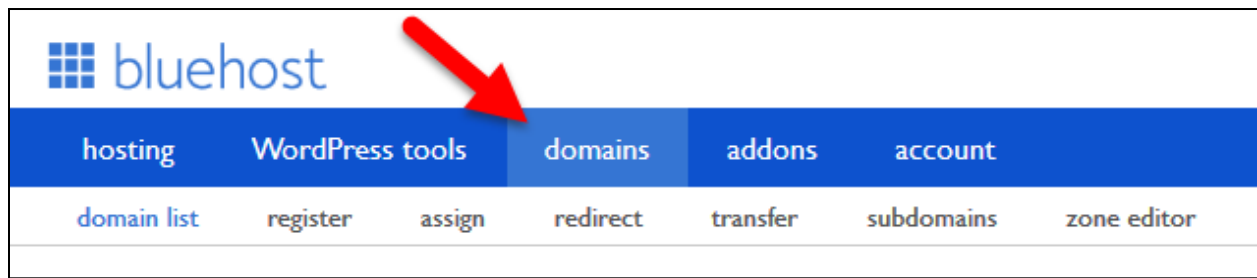 bluehost
hosting WordPress tools domains addons account
domain list register assign redirect transfer subdomains zone editor